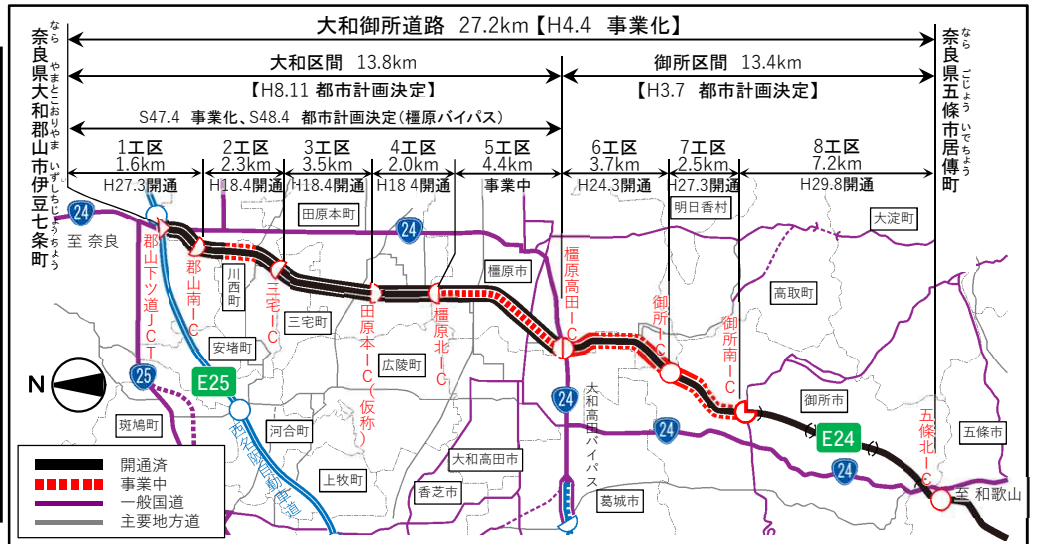 大和御所道路 27.2km【H4.4 事業化】
奈良県大和郡山市伊豆七条町
なら やまとこおりやま いずしちじょうちょう
奈良県五條市居傳町
なら ごじょう いでちょう
大和区間 13.8km
【H8.11 都市計画決定】
御所区間 13.4km
【H3.7 都市計画決定】
S47.4 事業化、S48.4 都市計画決定(橿原バイパス)
1工区
1.6km
H27.3開通
2工区
2.3km
H18.4開通
3工区
3.5km
H18.4開通
4工区
2.0km
H18 4開通
5工区
4.4km
事業中
6工区
3.7km
H24.3開通
7工区
2.5km
H27.3開通
8工区
7.2km
H29.8開通
24
至 奈良
田原本町
24
橿原市
明日香村
大淀町
高取町
郡山下ツ道JCT
郡山南IC
川西町
三宅IC
三宅町
田原本IC(仮称)
橿原北IC
橿原高田IC
御所IC
御所南IC
五條北IC
安堵町
広陵町
N
25
E25
斑鳩町
河合町
西名阪自動車道
上牧町
大和高田市
香芝市
24
大和高田バイパス
葛城市
24
御所市
E24
24
五條市
至 和歌山
開通済
事業中
一般国道
主要地方道